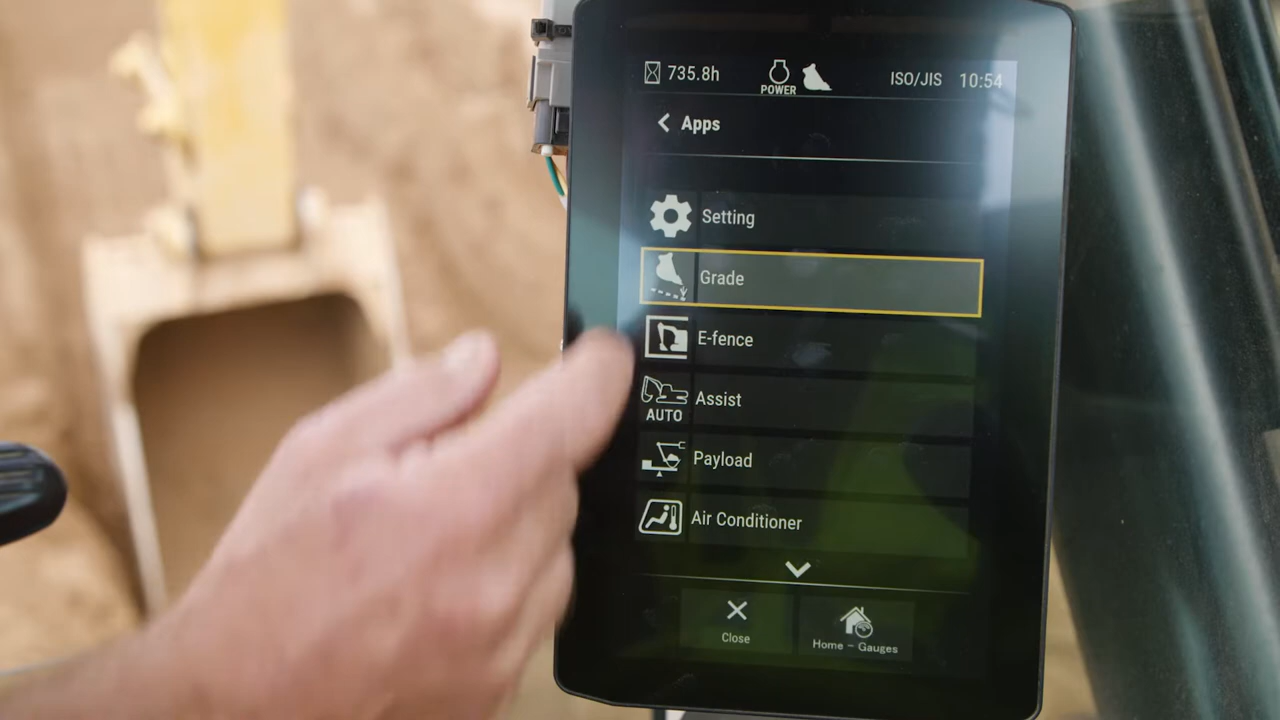 735.8h POWER ISO/JIS 10:54
Apps
Setting
Grade
E-fence
AUTO Assist
Payload
Air Conditioner
Close Home - Gauges